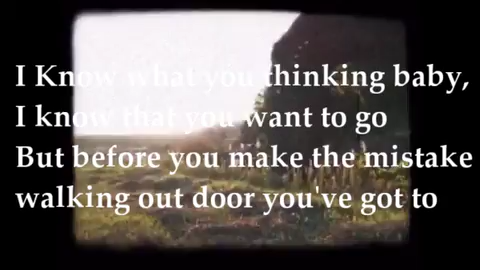 I Know what you thinking baby,
I know that you want to go
But before you make the mistake
walking out door you've got to